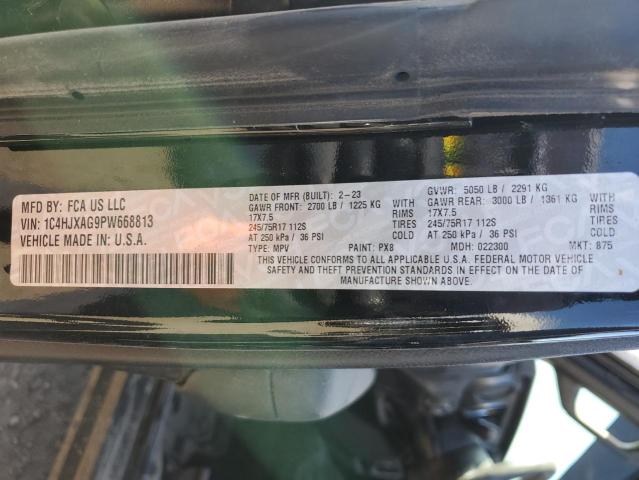 MFD BY: FCA US LLC
VIN: 1C4HJXAG9PW668813
VEHICLE MADE IN: U.S.A.
DATE OF MFR (BUILT): 2-23
GAWR FRONT: 2700 LB / 1225 KG WITH
17X7.5 RIMS
245/75R17 112S TIRES
AT 250 kPa / 36 PSI COLD
GVWR: 5050 LB / 2291 KG
GAWR REAR: 3000 LB / 1361 KG WITH
17X7.5 RIMS
245/75R17 112S TIRES
AT 250 kPa / 36 PSI COLD
TYPE: MPV PAINT: PX8 MDH: 022300 MKT: 875
THIS VEHICLE CONFORMS TO ALL APPLICABLE U.S.A. FEDERAL MOTOR VEHICLE
SAFETY AND THEFT PREVENTION STANDARDS IN EFFECT ON THE DATE OF
MANUFACTURE SHOWN ABOVE.